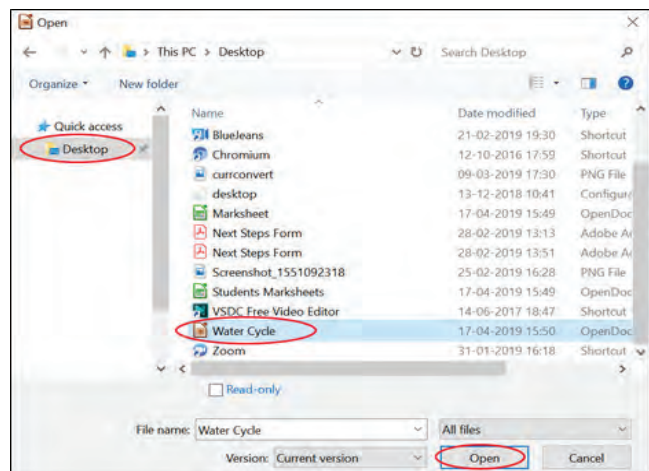 Open
This PC > Desktop
Search Desktop
Organize
New folder
Name Date modified Type
Quick access
Desktop
BlueJeans 21-02-2019 19:30 Shortcut
Chromium 12-10-2016 17:59 Shortcut
currconvert 09-03-2019 17:30 PNG File
desktop 13-12-2018 10:41 Configur
Marksheet 17-04-2019 15:49 OpenDoc
Next Steps Form 28-02-2019 13:13 Adobe A
Next Steps Form 28-02-2019 13:51 Adobe A
Screenshot_1551092318 25-02-2019 16:28 PNG File
Students Marksheets 17-04-2019 15:49 OpenDoc
VSDC Free Video Editor 14-06-2017 18:47 Shortcut
Water Cycle 17-04-2019 15:50 OpenDoc
Zoom 31-01-2019 16:18 Shortcut
Read-only
File name: Water Cycle All files
Version: Current version Open Cancel